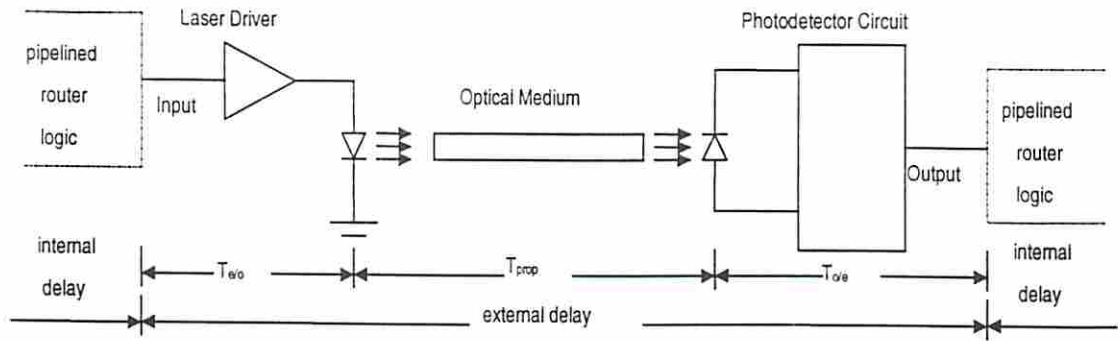 Laser Driver
Photodetector Circuit
pipelined
router
logic
Input
Optical Medium
Output
pipelined
router
logic
internal
delay
Te/o
Tprop
To/e
internal
delay
external delay